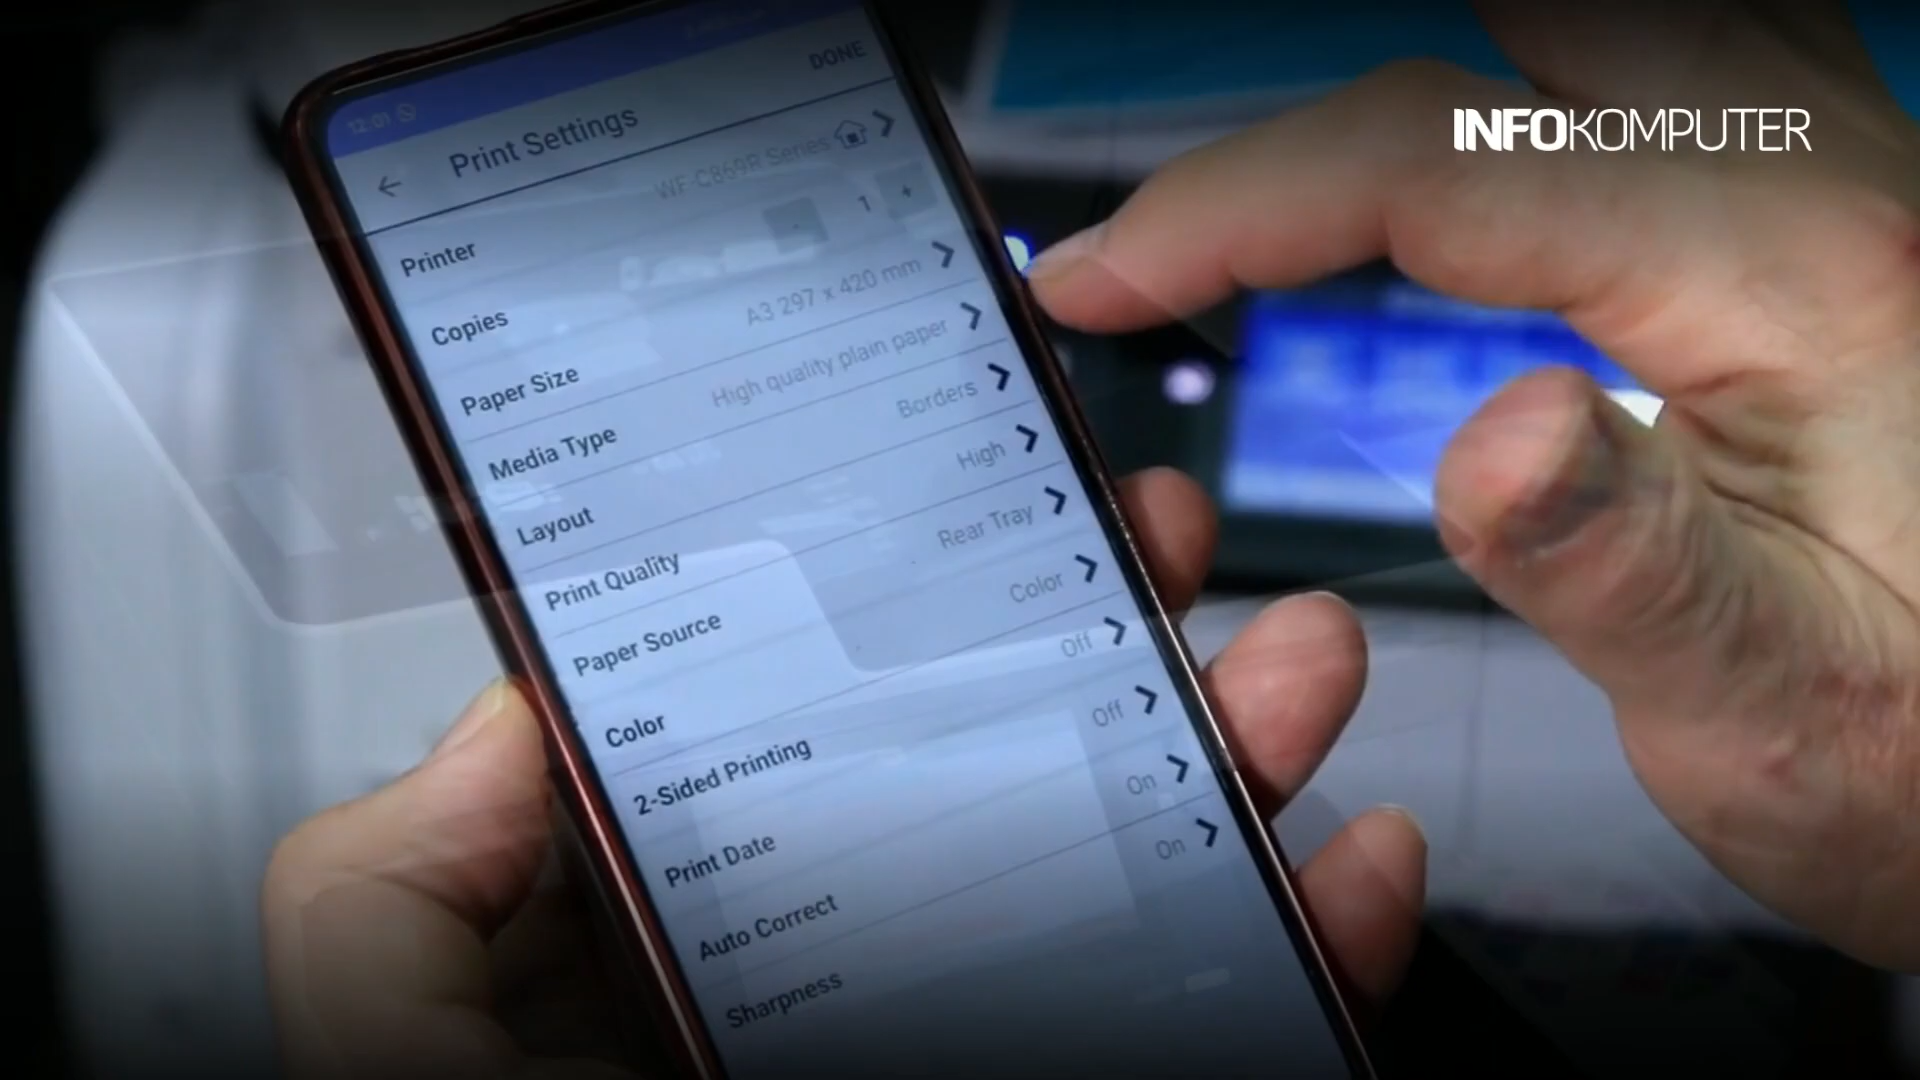 INFOKOMPUTER
12:01
DONE
Print Settings
Printer WF-C869R Series
Copies - 1 +
Paper Size A3 297 x 420 mm
Media Type High quality plain paper
Layout Borders
Print Quality High
Paper Source Rear Tray
Color Color
2-Sided Printing Off
Print Date Off
Auto Correct On
Sharpness On